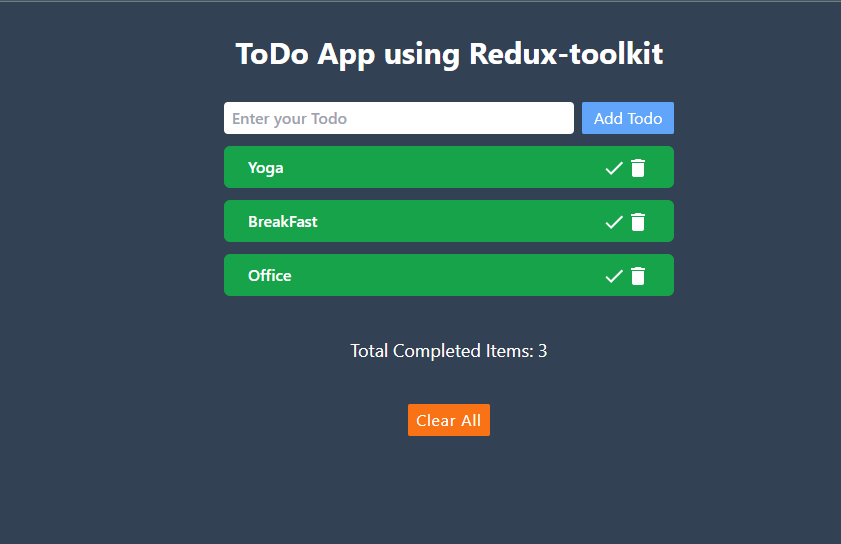 ToDo App using Redux-toolkit
Enter your Todo
Add Todo
Yoga
BreakFast
Office
Total Completed Items: 3
Clear All